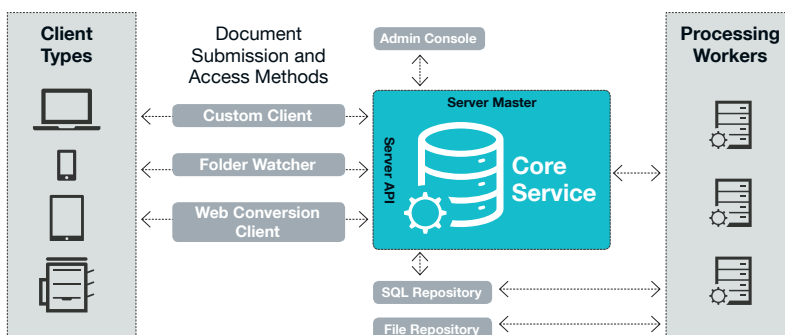 Client
Types
Document
Submission and
Access Methods
Admin Console
Processing
Workers
Server Master
Custom Client
Folder Watcher
Server API
Core
Service
Web Conversion
Client
SQL Repository
File Repository